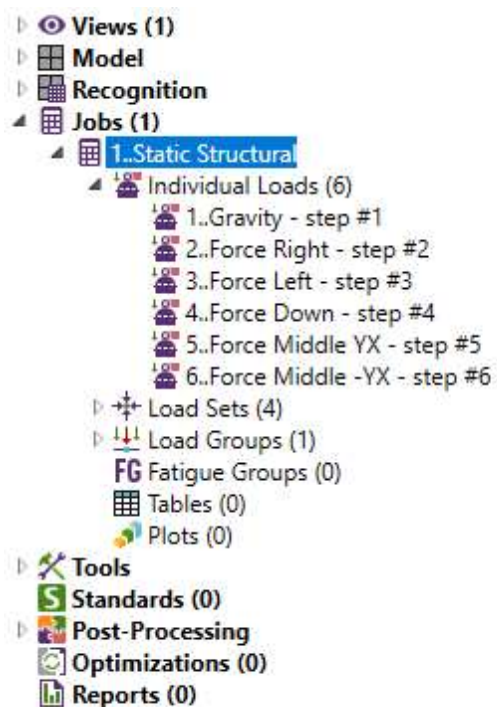 Views (1)
Model
Recognition
Jobs (1)
1..Static Structural
Individual Loads (6)
1..Gravity - step #1
2..Force Right - step #2
3..Force Left - step #3
4..Force Down - step #4
5..Force Middle YX - step #5
6..Force Middle -YX - step #6
Load Sets (4)
Load Groups (1)
FG Fatigue Groups (0)
Tables (0)
Plots (0)
Tools
S Standards (0)
Post-Processing
Optimizations (0)
Reports (0)